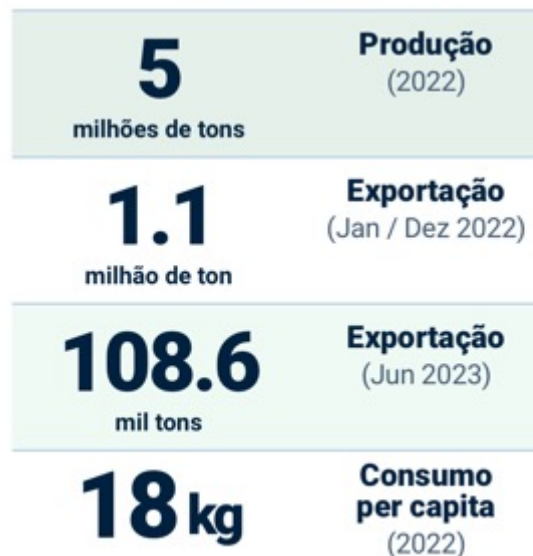 5
milhões de tons
Produção
(2022)
1.1
milhão de ton
Exportação
(Jan / Dez 2022)
108.6
mil tons
Exportação
(Jun 2023)
18 kg
Consumo
per capita
(2022)